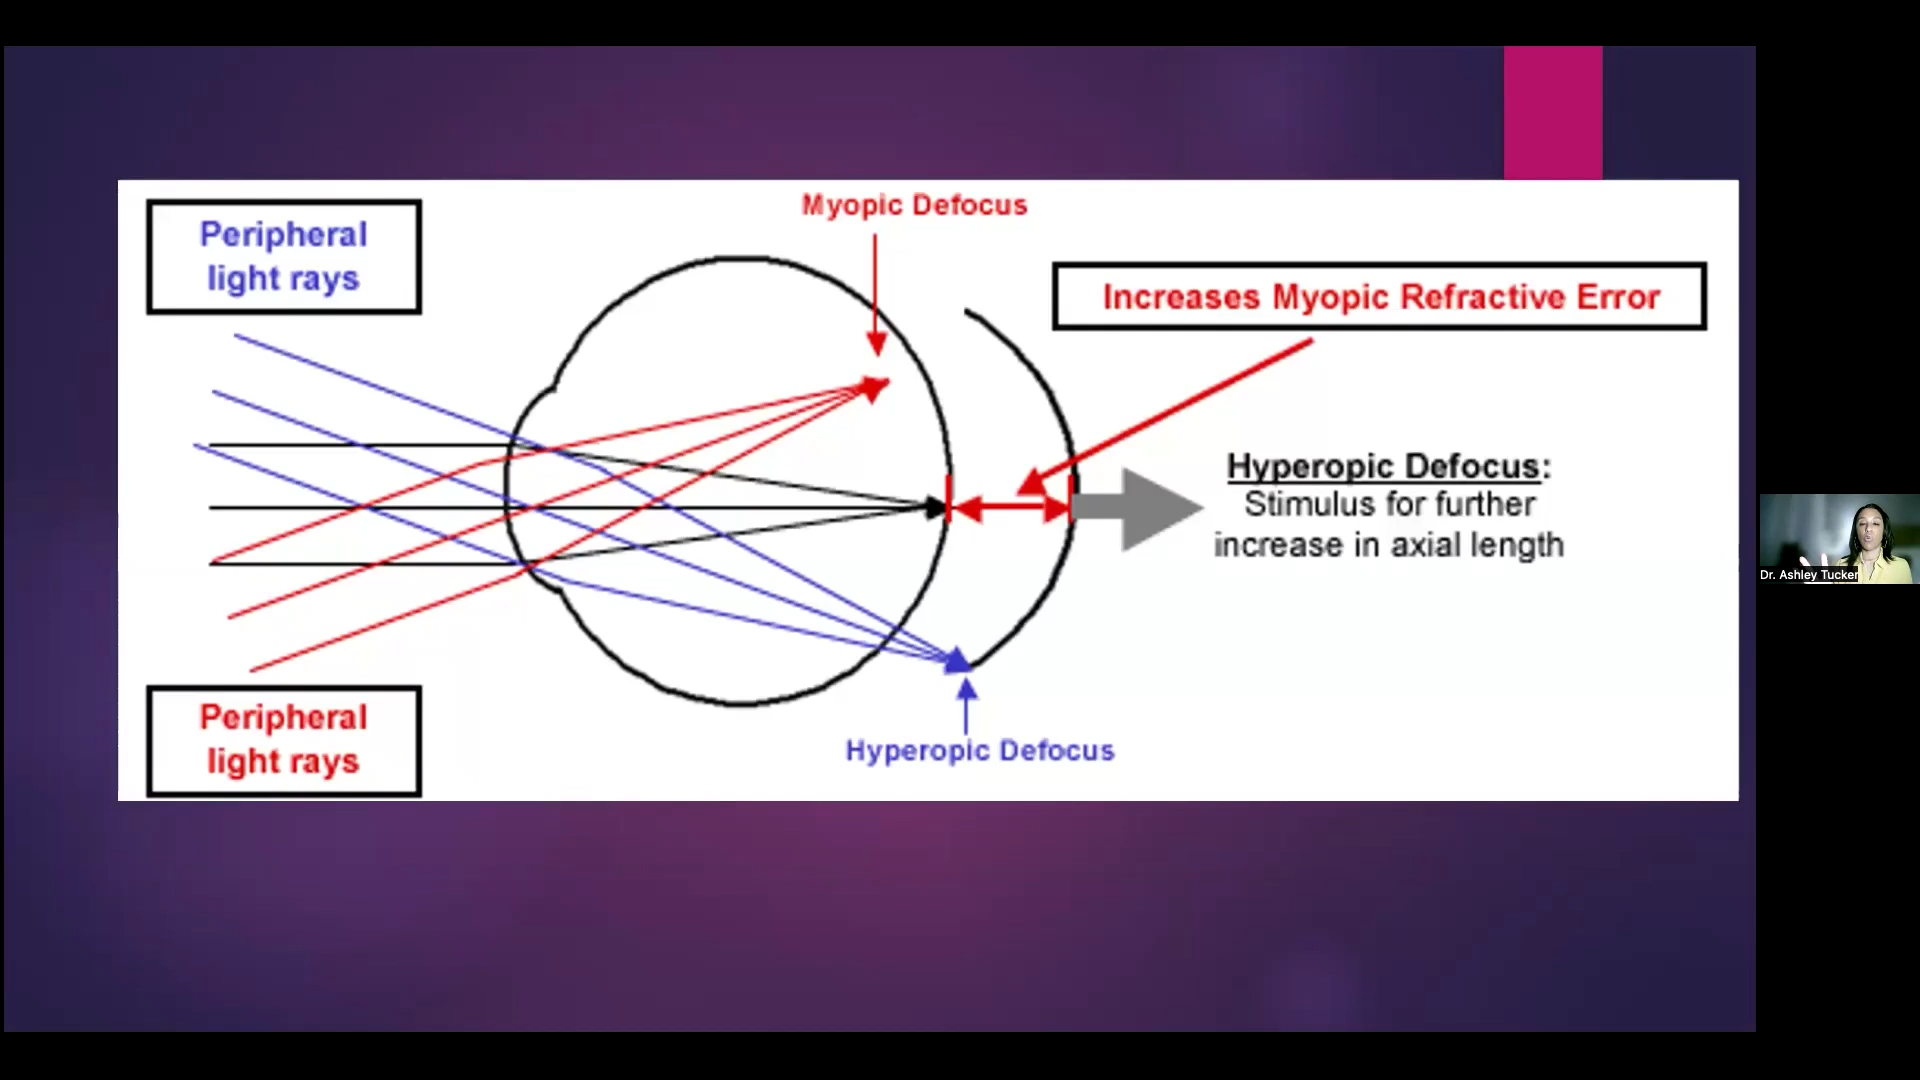 Myopic Defocus
Peripheral
light rays
Increases Myopic Refractive Error
Hyperopic Defocus:
Stimulus for further
increase in axial length
Dr. Ashley Tucker
Peripheral
light rays
Hyperopic Defocus